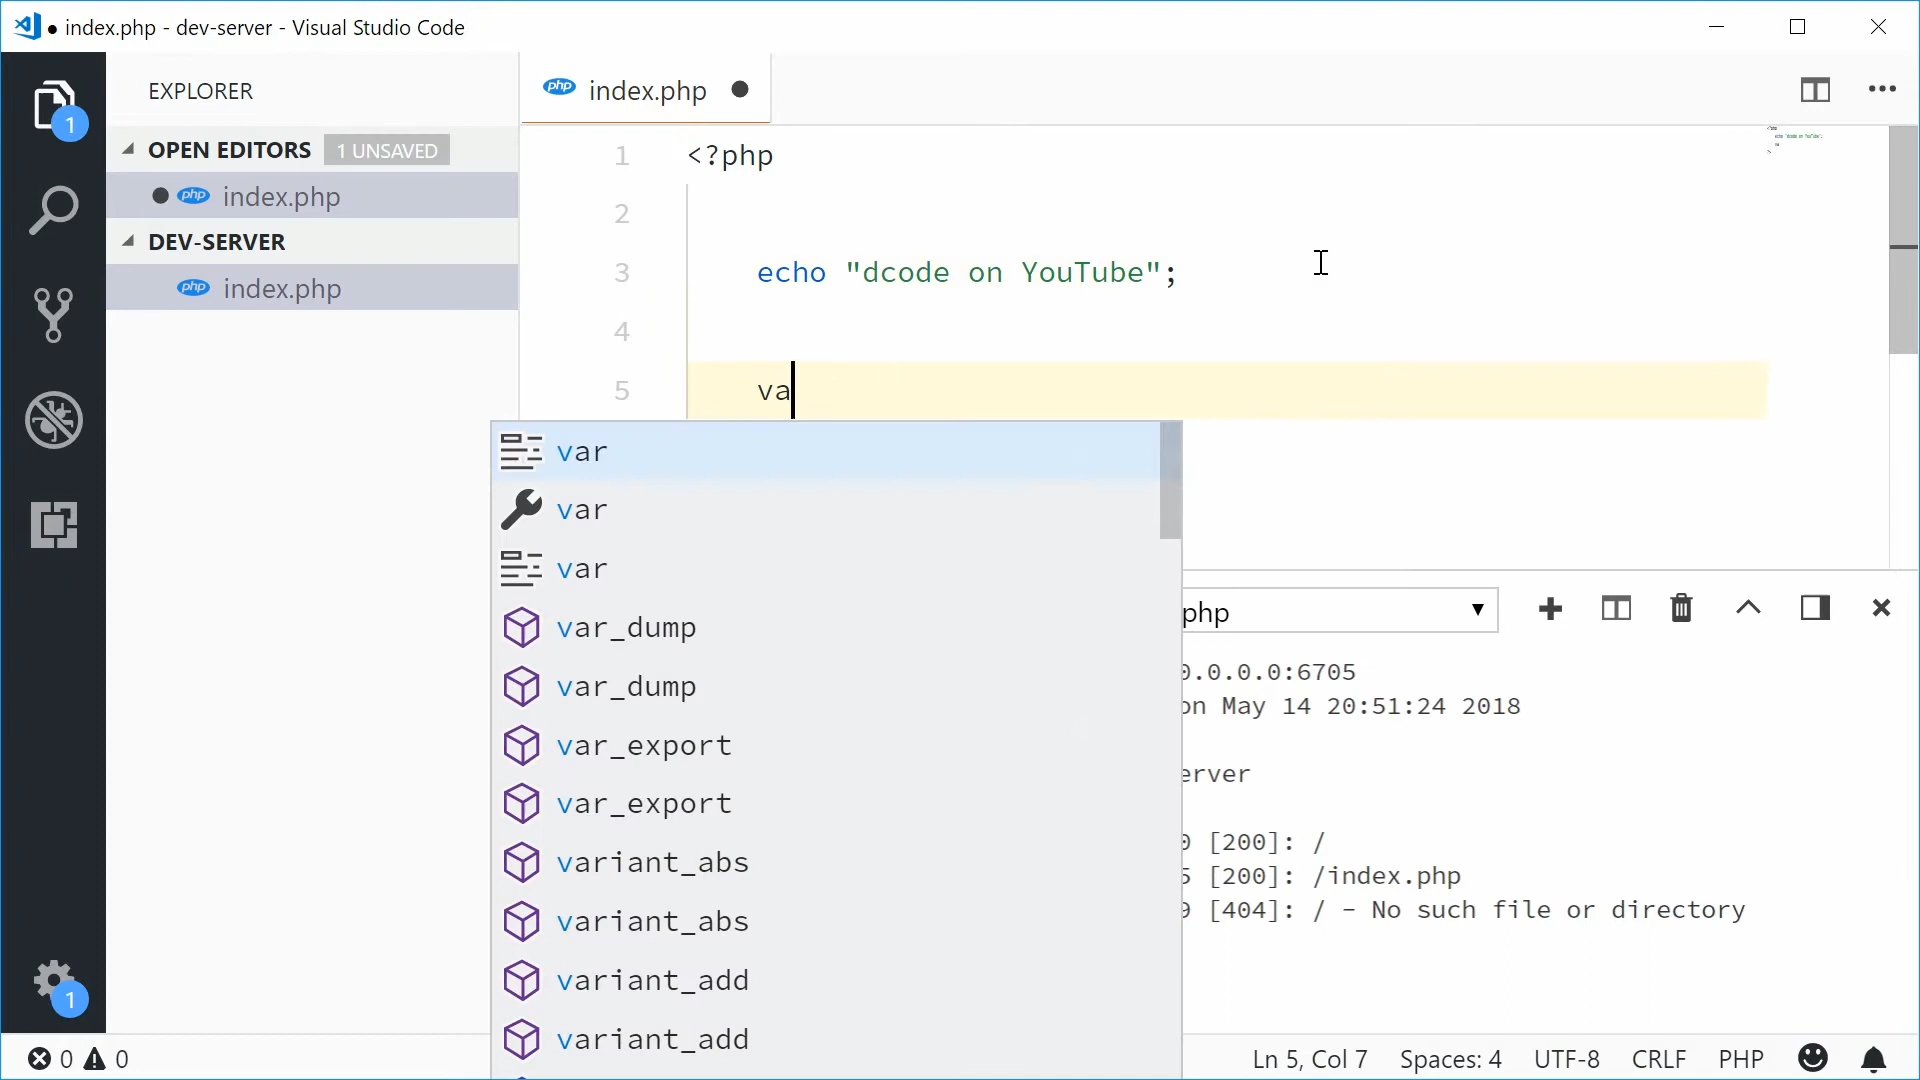 ● index.php - dev-server - Visual Studio Code
EXPLORER
OPEN EDITORS 1 UNSAVED
● php index.php
DEV-SERVER
php index.php
1
1
php index.php ●
1 <?php
2
3 echo "dcode on YouTube";
4
5 va
var
var
var
var_dump
var_dump
var_export
var_export
variant_abs
variant_abs
variant_add
variant_add
php
0.0.0.0:6705
on May 14 20:51:24 2018
erver
[200]: /
[200]: /index.php
[404]: / - No such file or directory
0 0
Ln 5, Col 7 Spaces: 4 UTF-8 CRLF PHP